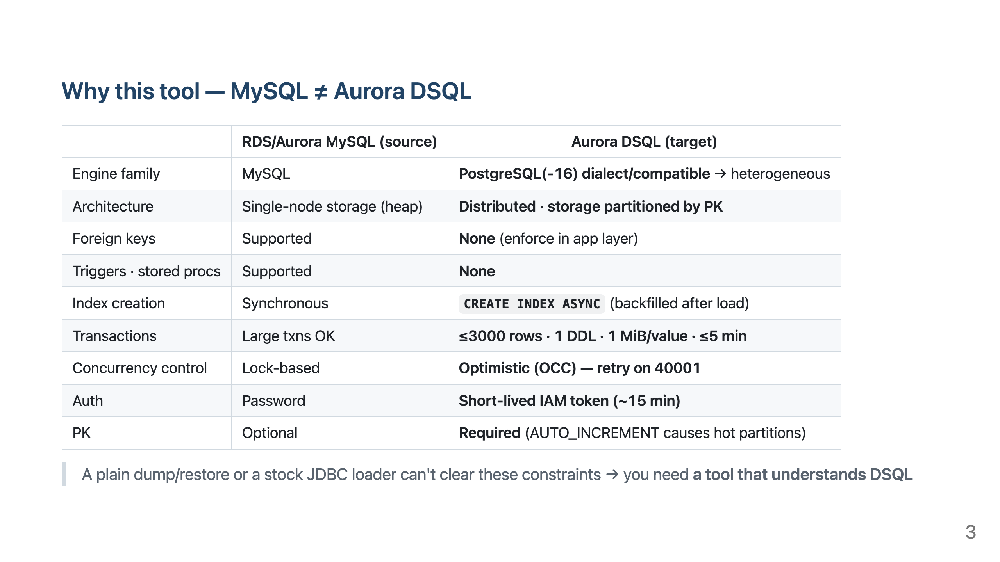 Why this tool — MySQL ≠ Aurora DSQL
RDS/Aurora MySQL (source) Aurora DSQL (target)
Engine family MySQL PostgreSQL(-16) dialect/compatible → heterogeneous
Architecture Single-node storage (heap) Distributed · storage partitioned by PK
Foreign keys Supported None (enforce in app layer)
Triggers · stored procs Supported None
Index creation Synchronous CREATE INDEX ASYNC (backfilled after load)
Transactions Large txns OK ≤3000 rows · 1 DDL · 1 MiB/value · ≤5 min
Concurrency control Lock-based Optimistic (OCC) — retry on 40001
Auth Password Short-lived IAM token (~15 min)
PK Optional Required (AUTO_INCREMENT causes hot partitions)
A plain dump/restore or a stock JDBC loader can't clear these constraints → you need a tool that understands DSQL
3